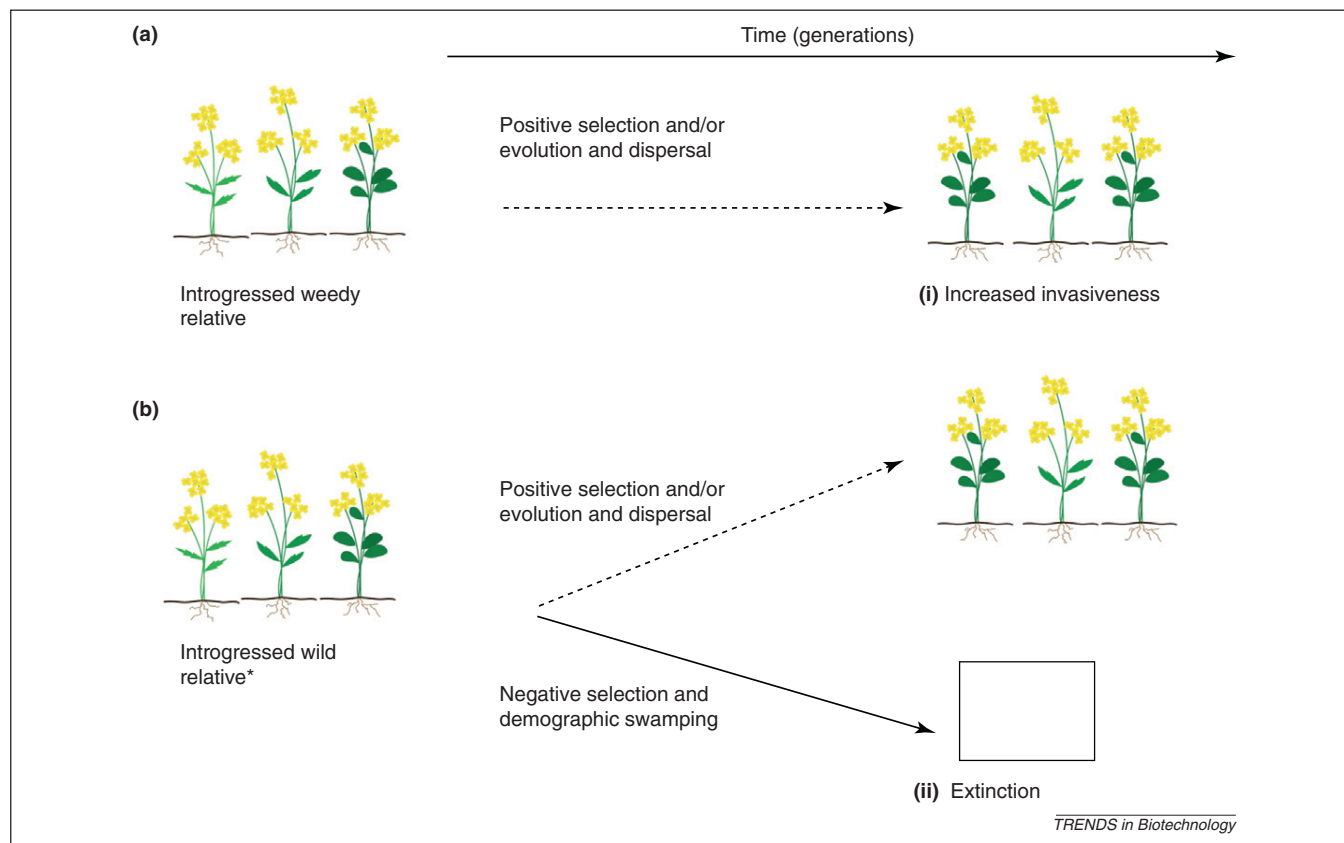 (a)
Time (generations)
Positive selection and/or
evolution and dispersal
Introgressed weedy
relative
(i) Increased invasiveness
(b)
Positive selection and/or
evolution and dispersal
Introgressed wild
relative*
Negative selection and
demographic swamping
(ii) Extinction
TRENDS in Biotechnology